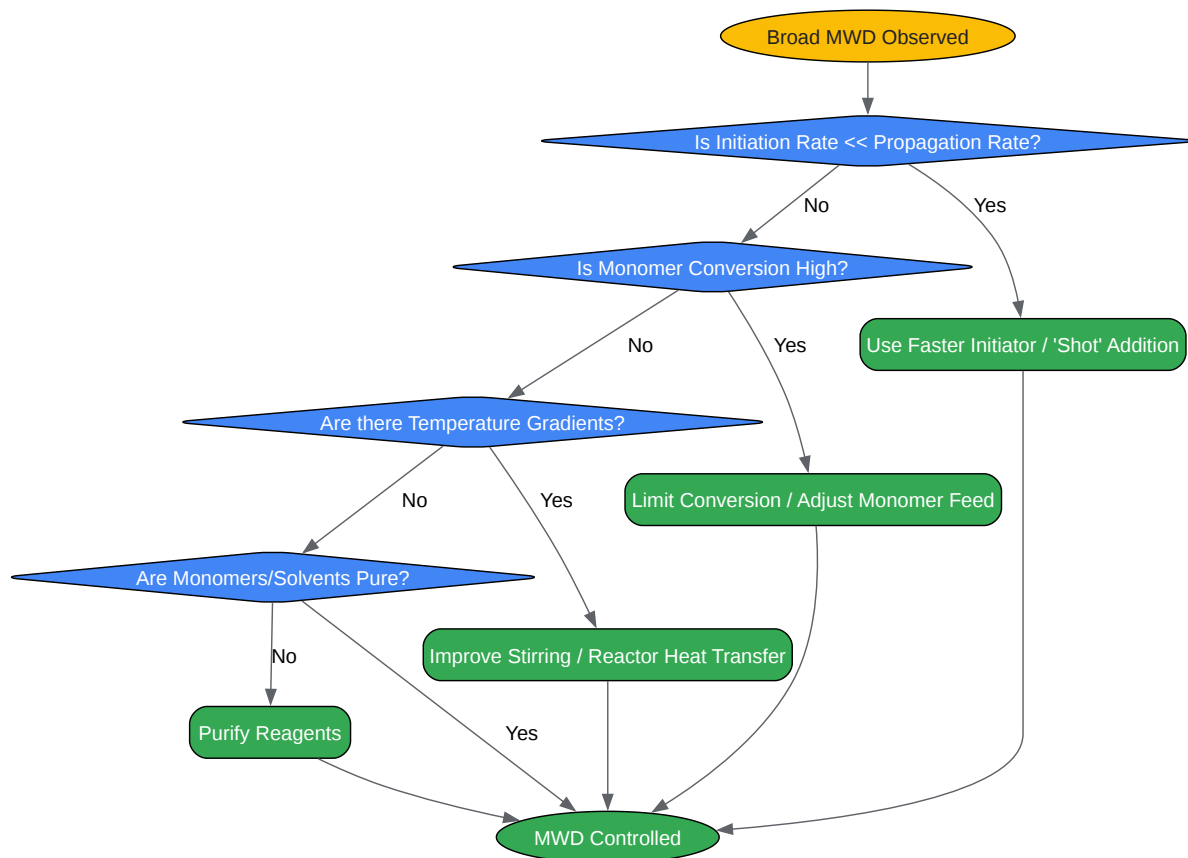 Broad MWD Observed
Is Initiation Rate << Propagation Rate?
No
Yes
Is Monomer Conversion High?
Use Faster Initiator / 'Shot' Addition
No
Yes
Are there Temperature Gradients?
Limit Conversion / Adjust Monomer Feed
No
Yes
Are Monomers/Solvents Pure?
Improve Stirring / Reactor Heat Transfer
No
Purify Reagents
Yes
MWD Controlled